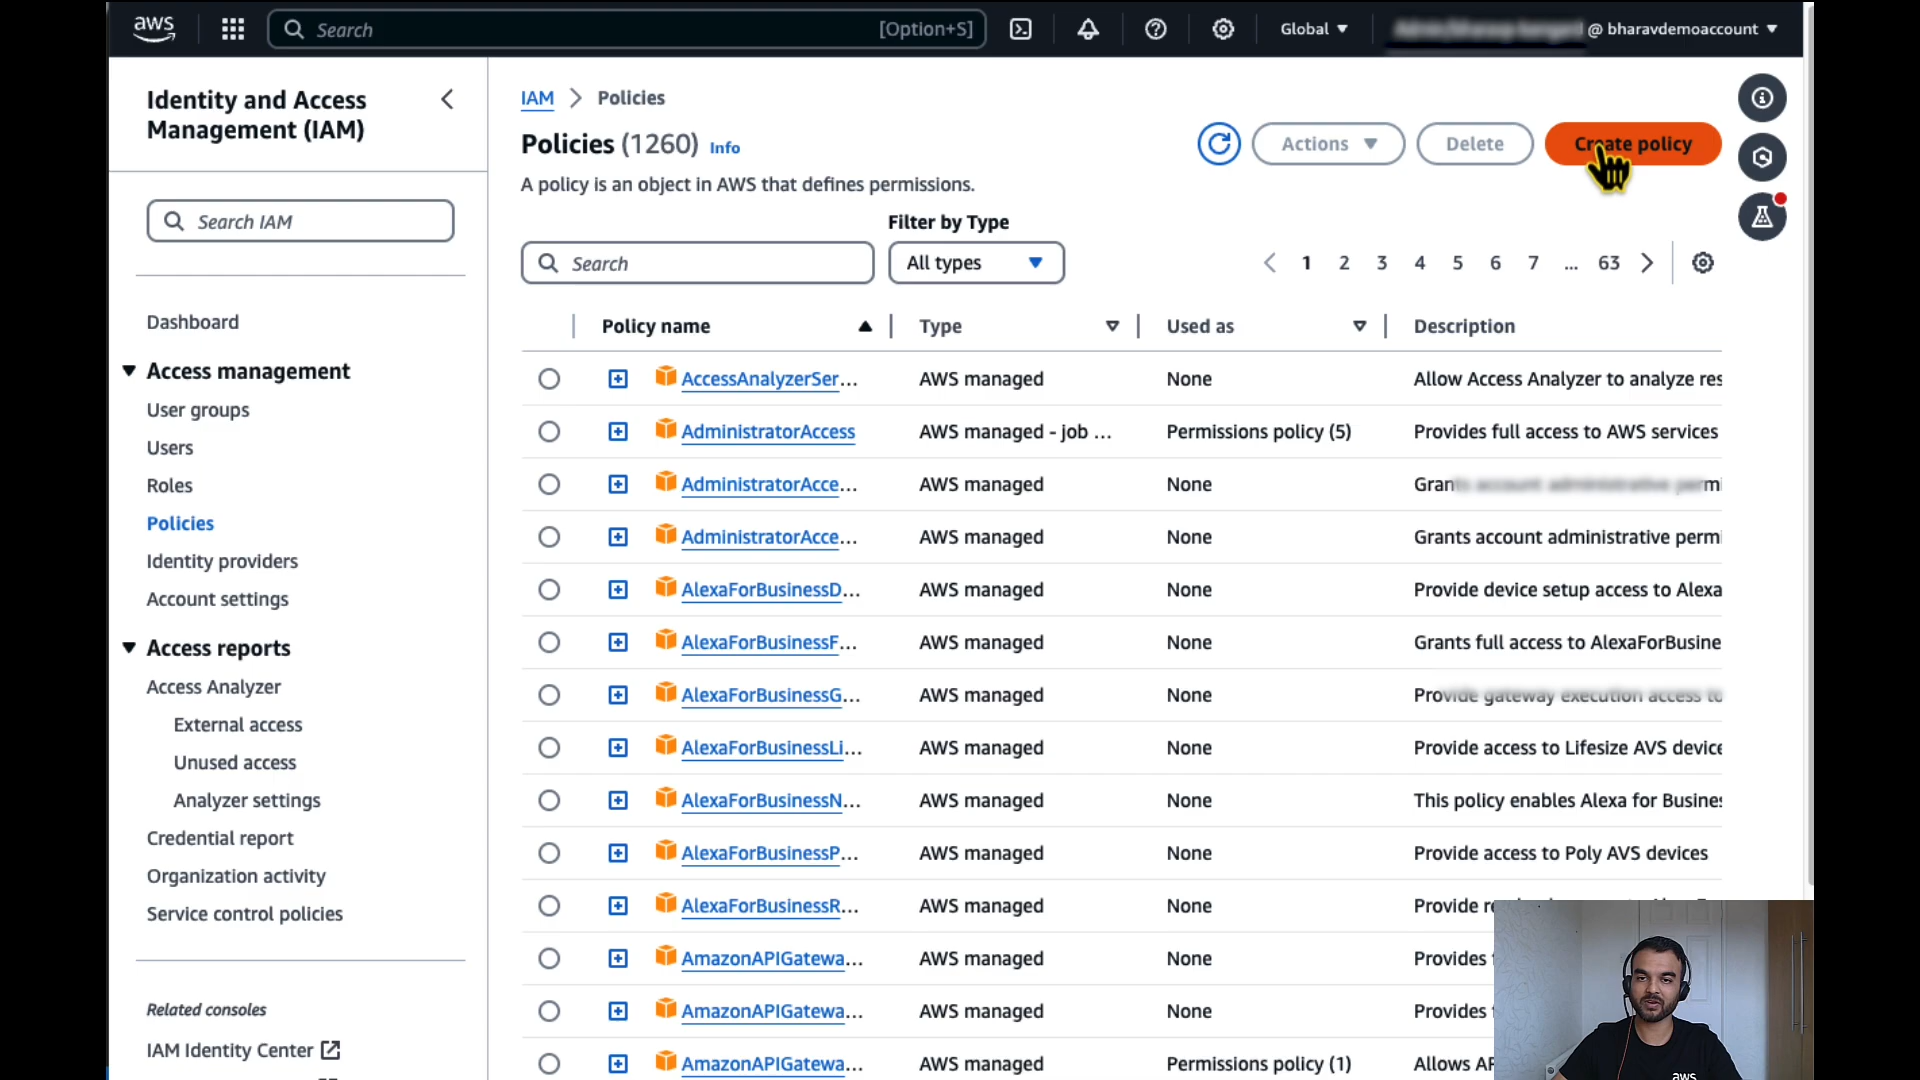 aws
Search [Option+S]
Global
@ bharavdemoaccount
Identity and Access
Management (IAM)
Search IAM
Dashboard
Access management
User groups
Users
Roles
Policies
Identity providers
Account settings
Access reports
Access Analyzer
External access
Unused access
Analyzer settings
Credential report
Organization activity
Service control policies
Related consoles
IAM Identity Center
IAM > Policies
Policies (1260) Info
Actions Delete Create policy
A policy is an object in AWS that defines permissions.
Filter by Type
Search
All types
1 2 3 4 5 6 7 ... 63
Policy name Type Used as Description
AccessAnalyzerSer... AWS managed None Allow Access Analyzer to analyze res
AdministratorAccess AWS managed - job ... Permissions policy (5) Provides full access to AWS services
AdministratorAcce... AWS managed None Grants account administrative permi
AdministratorAcce... AWS managed None Grants account administrative permi
AlexaForBusinessD... AWS managed None Provide device setup access to Alexa
AlexaForBusinessF... AWS managed None Grants full access to AlexaForBusine
AlexaForBusinessG... AWS managed None Provide gateway execution access to
AlexaForBusinessLi... AWS managed None Provide access to Lifesize AVS device
AlexaForBusinessN... AWS managed None This policy enables Alexa for Busines
AlexaForBusinessP... AWS managed None Provide access to Poly AVS devices
AlexaForBusinessR... AWS managed None Provide
AmazonAPIGatewa... AWS managed None Provides
AmazonAPIGatewa... AWS managed None Provides
AmazonAPIGatewa... AWS managed Permissions policy (1) Allows
aws